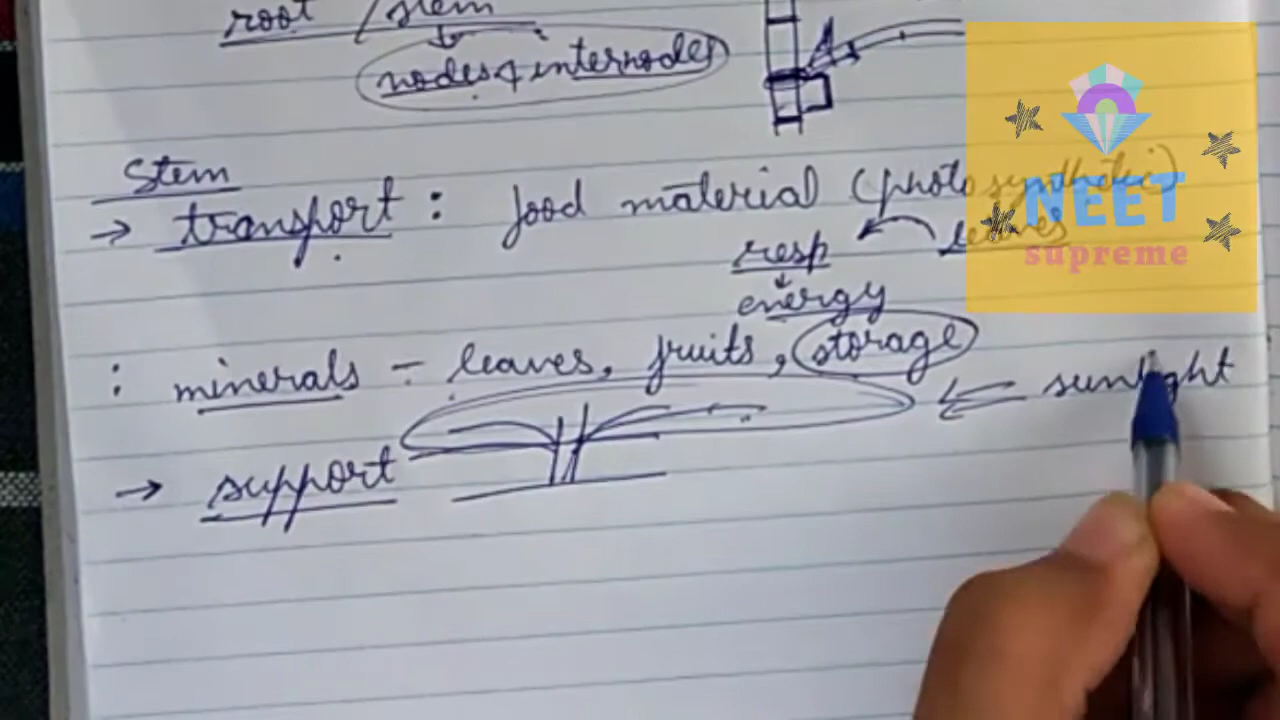 root / stem
nodes & internodes
Stem
→ transport : food material (photosynthetic)
leaves
resp
energy
: minerals - leaves, fruits, storage
sunlight
→ support
NEET
supreme